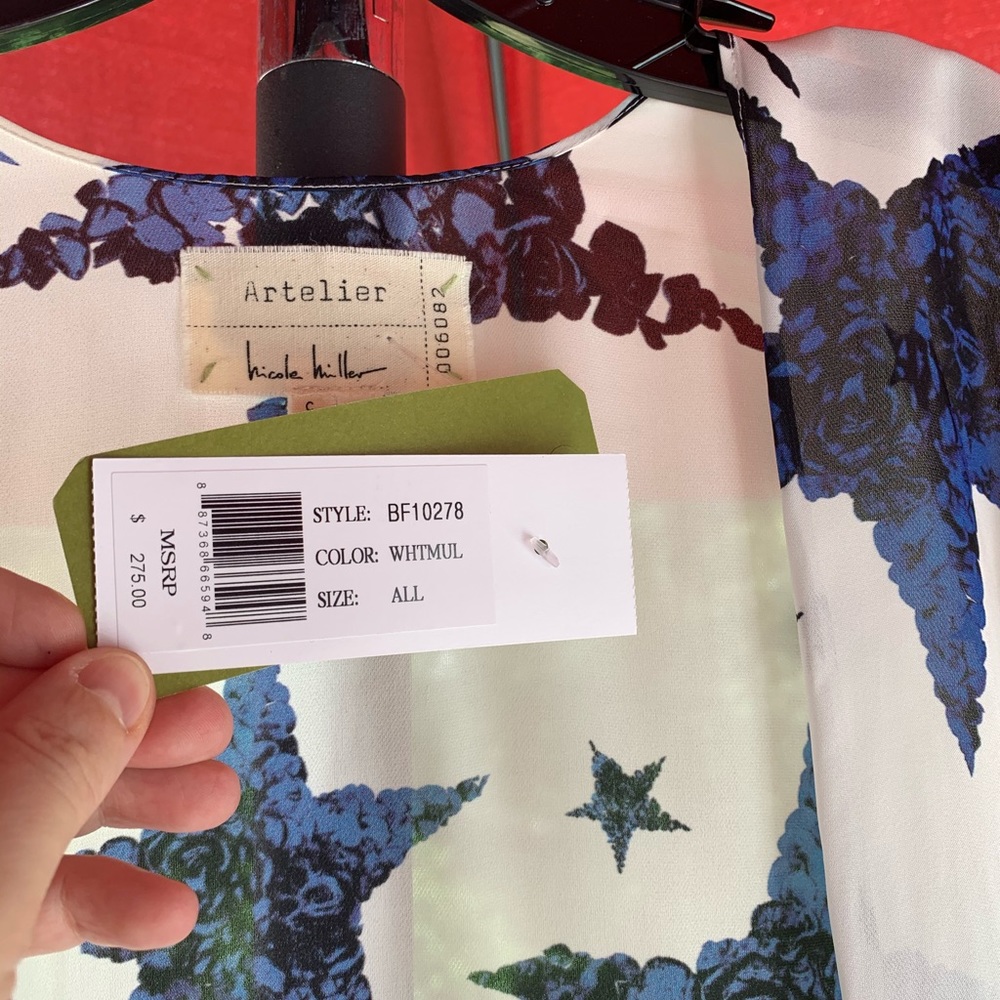 Artelier
nicole miller
006082
STYLE: BF10278
COLOR: WHTMUL
SIZE: ALL
8 87368 66594 8
MSRP
$ 275.00